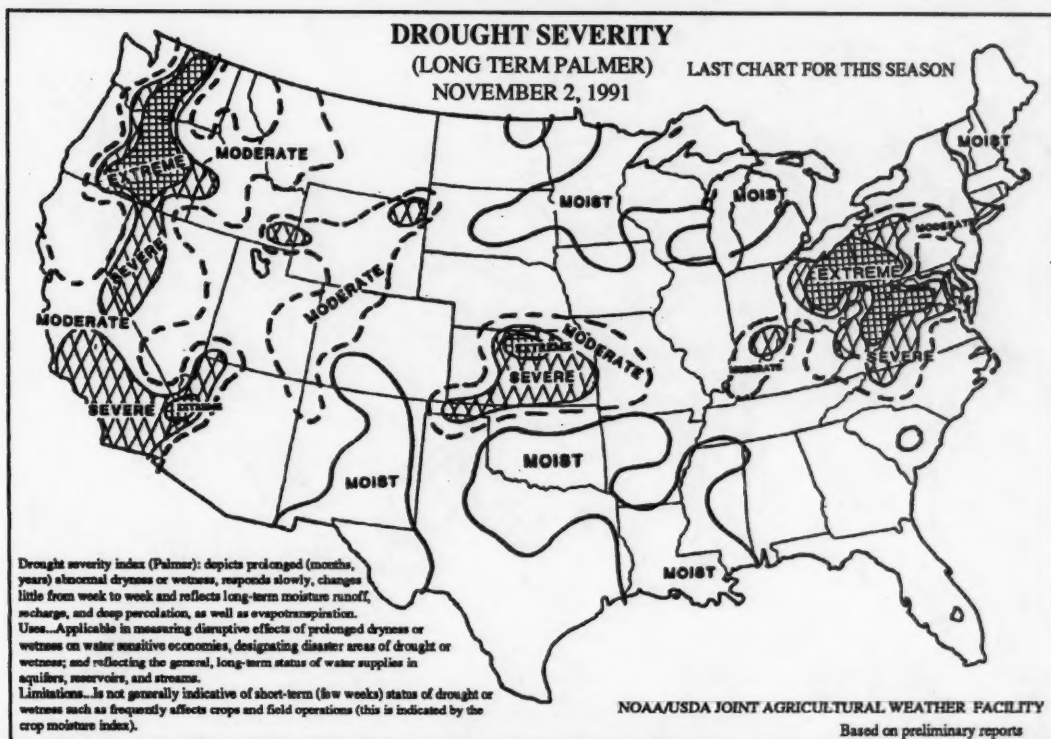 DROUGHT SEVERITY
(LONG TERM PALMER)
NOVEMBER 2, 1991
LAST CHART FOR THIS SEASON
EXTREME
MODERATE
SEVERE
MODERATE
MODERATE
SEVERE
EXTREME
MOIST
MOIST
MOIST
MODERATE
EXTREME
SEVERE
MODERATE
EXTREME
SEVERE
MODERATE
MOIST
MOIST
MOIST
Drought severity index (Palmer): depicts prolonged (months,
years) abnormal dryness or wetness, responds slowly, changes
little from week to week and reflects long-term moisture runoff,
recharge, and deep percolation, as well as evapotranspiration.
Uses...Applicable in measuring disruptive effects of prolonged dryness or
wetness on water sensitive economies, designating disaster areas of drought or
wetness; and reflecting the general, long-term status of water supplies in
aquifers, reservoirs, and streams.
Limitations...Is not generally indicative of short-term (few weeks) status of drought or
wetness such as frequently affects crops and field operations (this is indicated by the
crop moisture index).
NOAA/USDA JOINT AGRICULTURAL WEATHER FACILITY
Based on preliminary reports